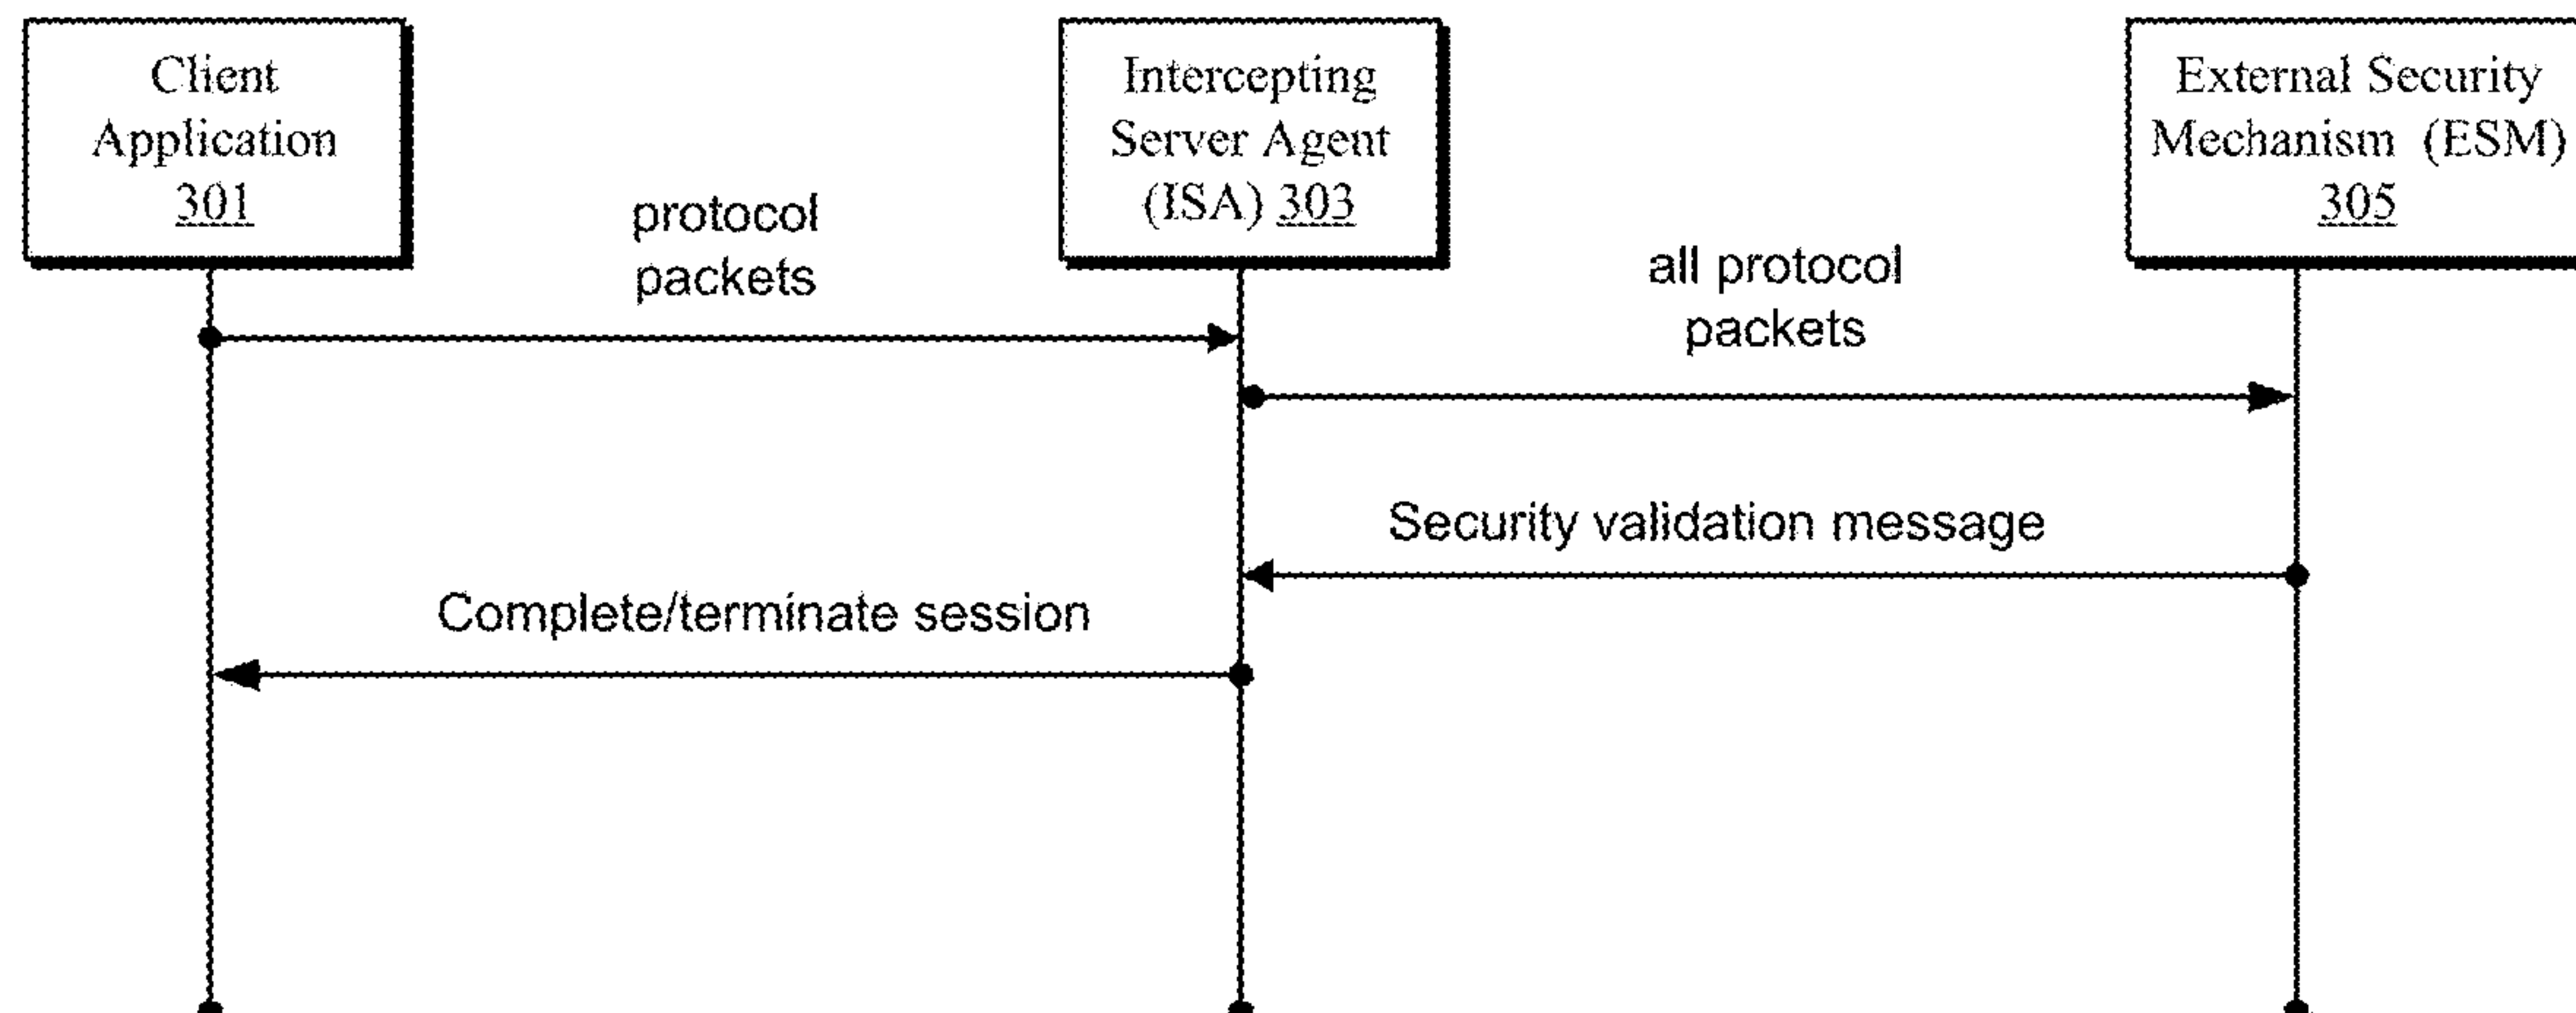 Client
Application
301
Intercepting
Server Agent
(ISA) 303
External Security
Mechanism (ESM)
305
protocol
packets
all protocol
packets
Security validation message
Complete/terminate session